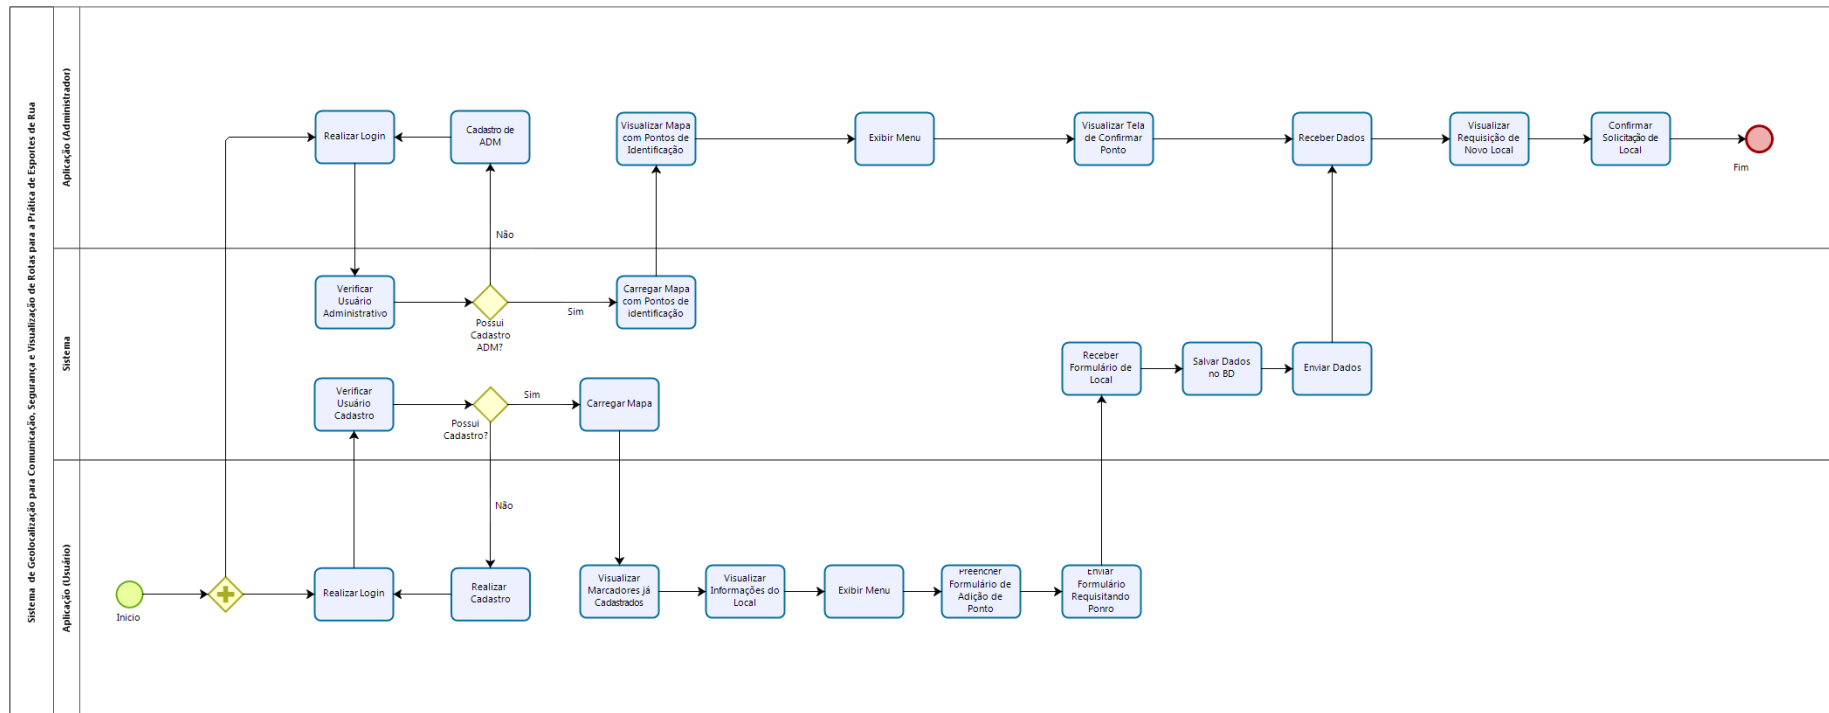 Sistema de Geolocalização para Comunicação, Segurança e Visualização de Rotas para a Prática de Esportes de Rua
Aplicação (Administrador)
Realizar Login
Cadastro de
ADM
Visualizar Mapa
com Pontos de
Identificação
Exibir Menu
Visualizar Tela
de Confirmar
Ponto
Receber Dados
Visualizar
Requisição de
Novo Local
Confirmar
Solicitação de
Local
Fim
Não
Sistema
Verificar
Usuário
Administrativo
Possui
Cadastro
ADM?
Sim
Carregar Mapa
com Pontos de
identificação
Verificar
Usuário
Cadastro
Possui
Cadastro?
Sim
Carregar Mapa
Receber
Formulário de
Local
Salvar Dados
no BD
Enviar Dados
Aplicação (Usuário)
Não
Inicio
Realizar Login
Realizar
Cadastro
Visualizar
Marcadores já
Cadastrados
Visualizar
Informações do
Local
Exibir Menu
Preencher
Formulário de
Adição de
Ponto
Enviar
Formulário
Requisitando
Ponro